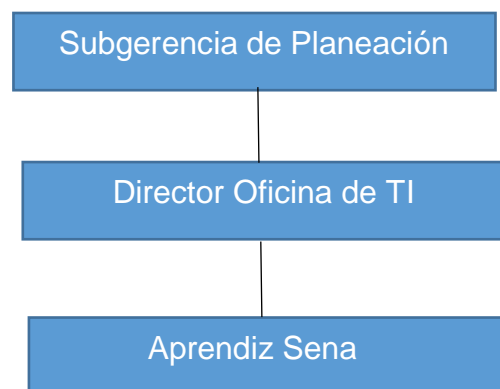 Subgerencia de Planeación
Director Oficina de TI
Aprendiz Sena